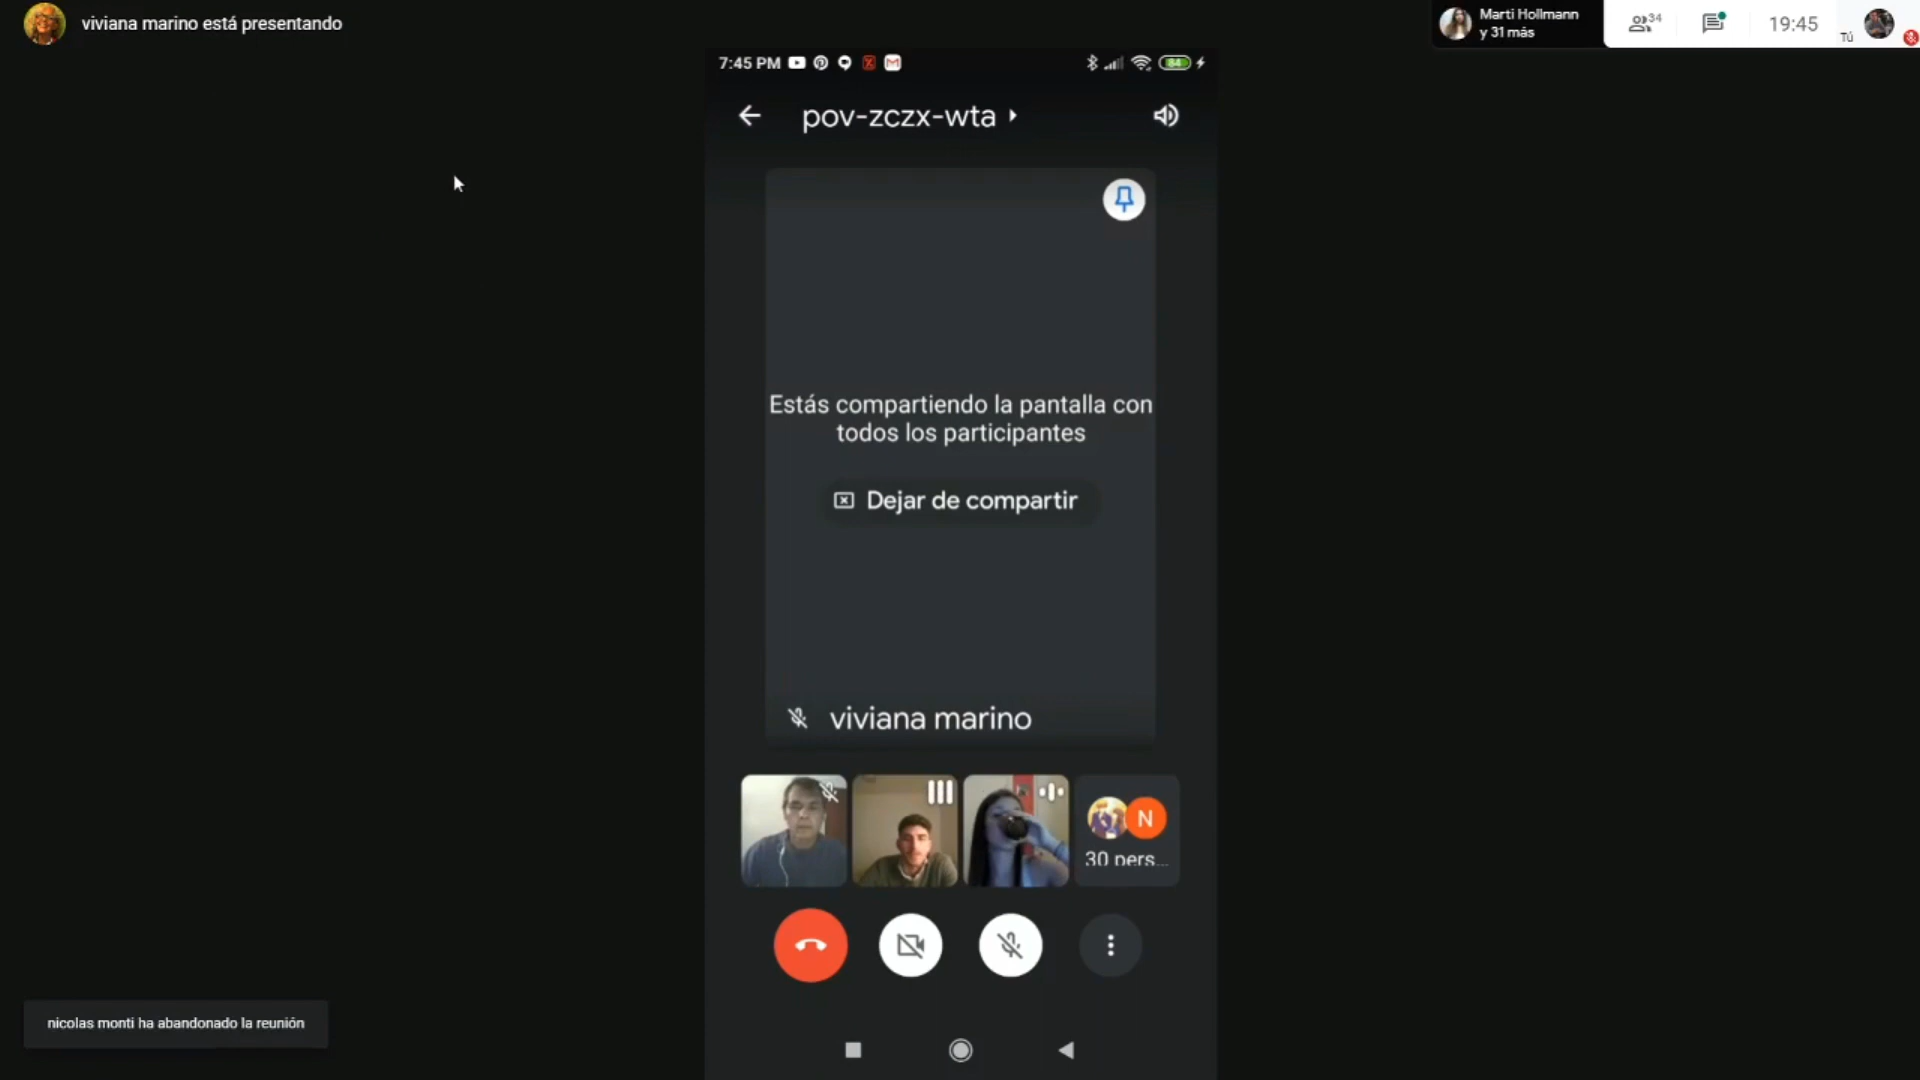 viviana marino está presentando
Marti Hollmann
y 31 más
34
19:45
Tú
7:45 PM
84
pov-zczx-wta
Estás compartiendo la pantalla con
todos los participantes
Dejar de compartir
viviana marino
N
30 pers...
nicolas monti ha abandonado la reunión